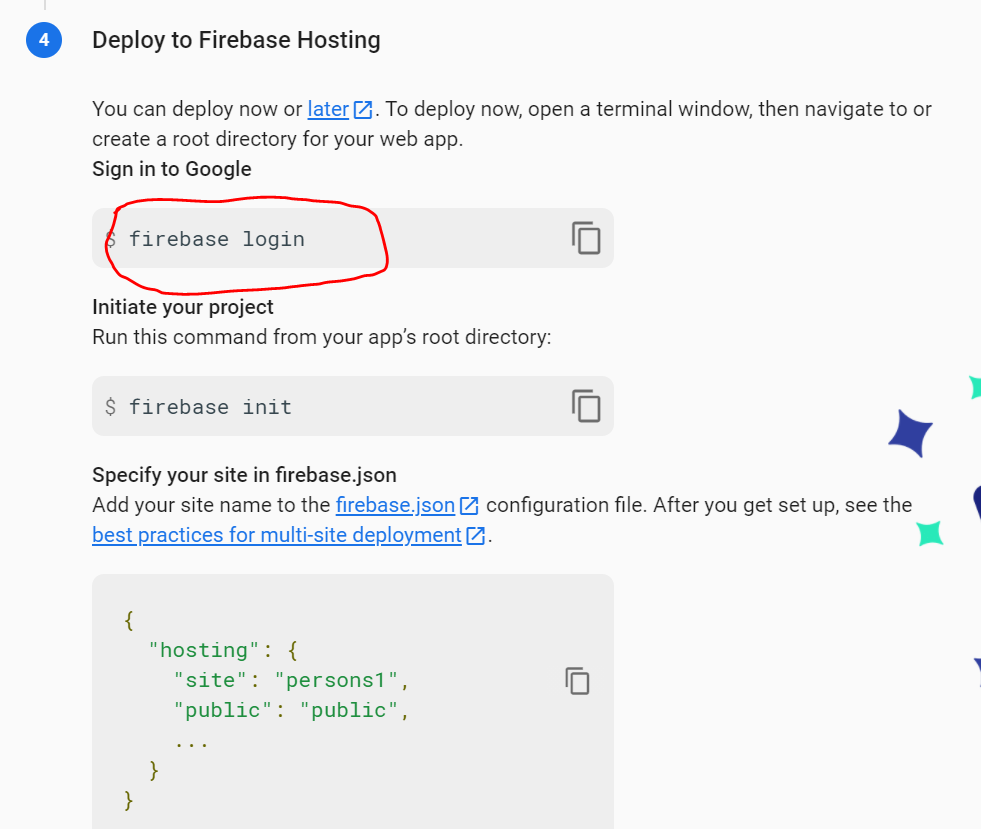 4
Deploy to Firebase Hosting
You can deploy now or later. To deploy now, open a terminal window, then navigate to or
create a root directory for your web app.
Sign in to Google
$ firebase login
Initiate your project
Run this command from your app’s root directory:
$ firebase init
Specify your site in firebase.json
Add your site name to the firebase.json configuration file. After you get set up, see the
best practices for multi-site deployment.
{
"hosting": {
"site": "persons1",
"public": "public",
...
}
}